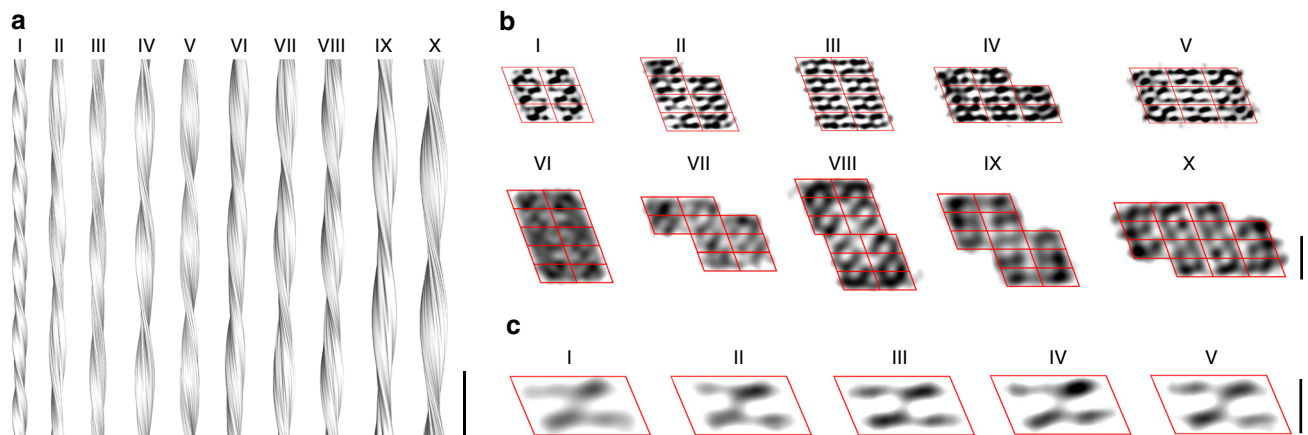 a
I II III IV V VI VII VIII IX X
b
I II III IV V
VI VII VIII IX X
c
I II III IV V